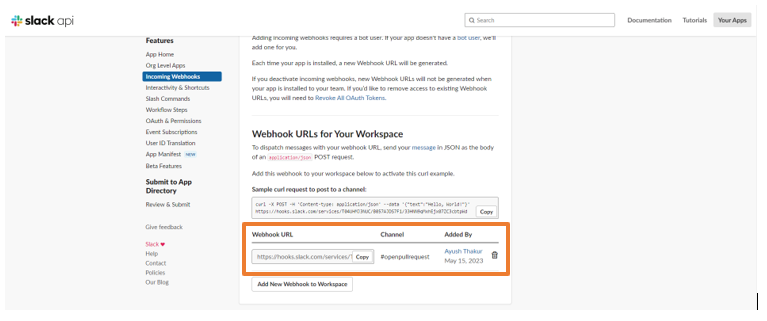 slack api
Search
Documentation Tutorials Your Apps
Features
App Home
Org Level Apps
Incoming Webhooks
Interactivity & Shortcuts
Slash Commands
Workflow Steps
OAuth & Permissions
Event Subscriptions
User ID Translation
App Manifest NEW
Beta Features
Submit to App
Directory
Review & Submit
Give feedback
Slack ♥
Help
Contact
Policies
Our Blog
Adding incoming webhooks requires a bot user. If your app doesn't have a bot user, we'll
add one for you.
Each time your app is installed, a new Webhook URL will be generated.
If you deactivate incoming webhooks, new Webhook URLs will not be generated when
your app is installed to your team. If you'd like to remove access to existing Webhook
URLs, you will need to Revoke All OAuth Tokens.
Webhook URLs for Your Workspace
To dispatch messages with your webhook URL, send your message in JSON as the body
of an application/json POST request.
Add this webhook to your workspace below to activate this curl example.
Sample curl request to post to a channel:
curl -X POST -H 'Content-type: application/json' --data '{"text":"Hello, World!"}'
Copy
Webhook URL Channel Added By
https://hooks.slack.com/services/ Copy #openpullrequest Ayush Thakur
May 15, 2023
Add New Webhook to Workspace